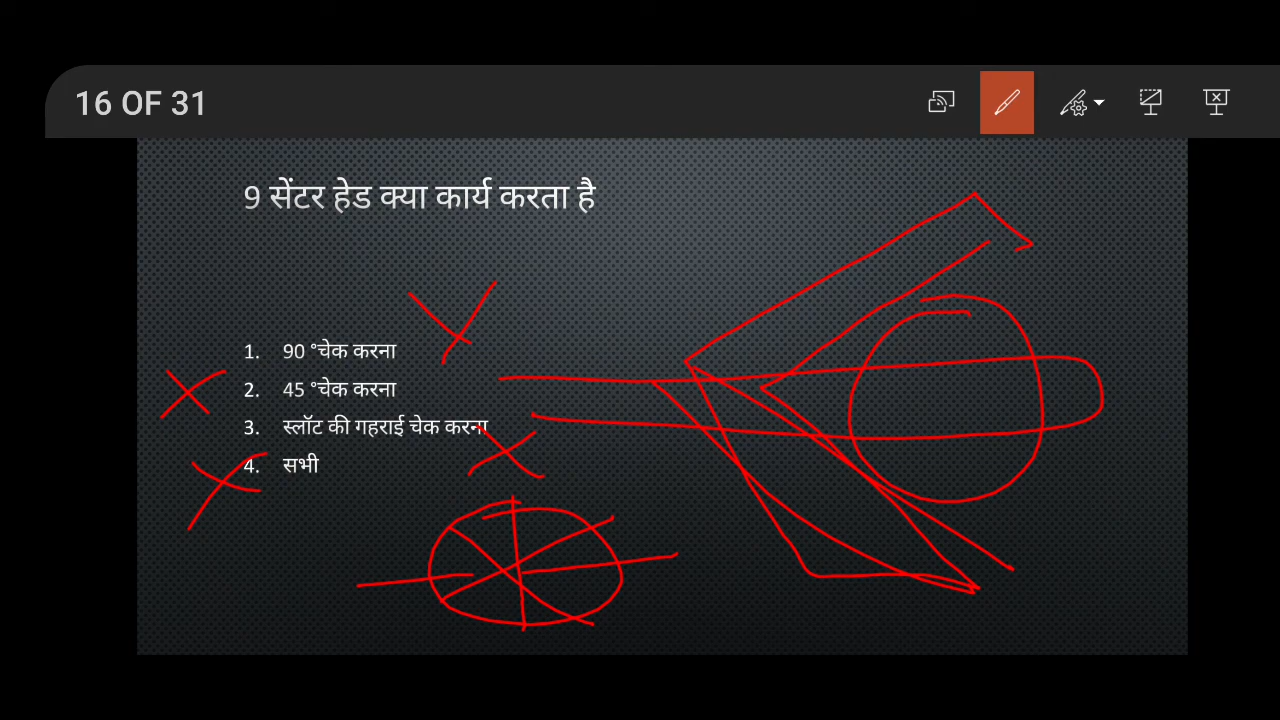 16 OF 31
9 सेंटर हेड क्या कार्य करता है
1. 90 °चेक करना
2. 45 °चेक करना
3. स्लॉट की गहराई चेक करना
4. सभी